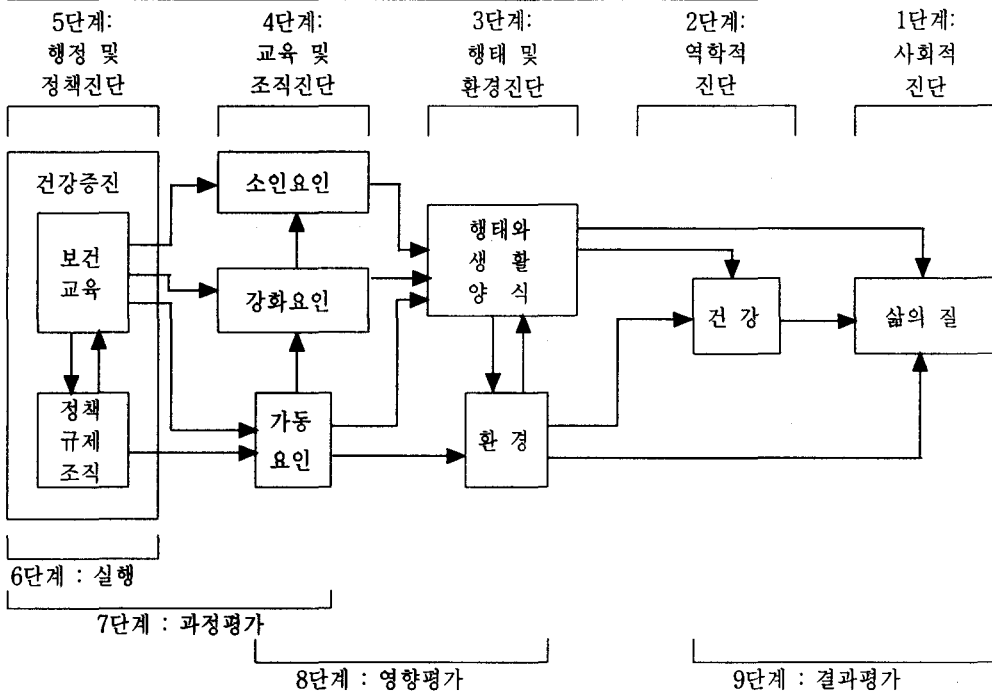 5단계:
행정 및
정책진단
4단계:
교육 및
조직진단
3단계:
행태 및
환경진단
2단계:
역학적
진단
1단계:
사회적
진단
건강증진
보건
교육
정책
규제
조직
소인요인
강화요인
가동
요인
행태와
생 활
양 식
환 경
건 강
삶의 질
6단계 : 실행
7단계 : 과정평가
8단계 : 영향평가
9단계 : 결과평가